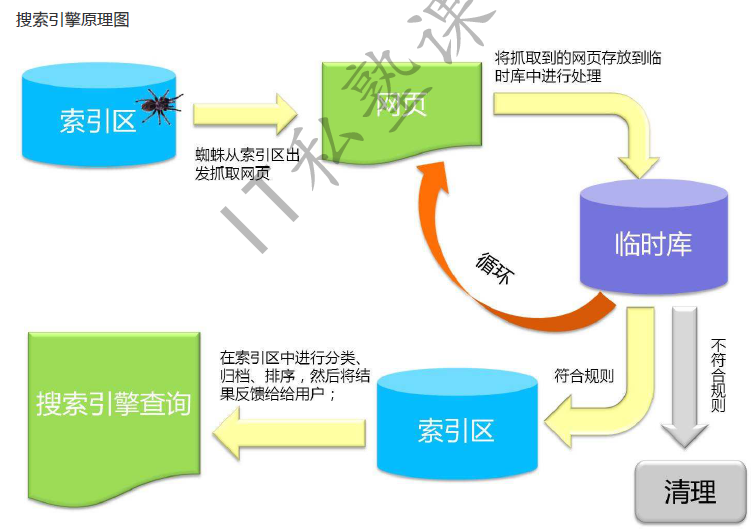 搜索引擎原理图
将抓取到的网页存放到临
时库中进行处理
索引区
网页
蜘蛛从索引区出
发抓取网页
临时库
循环
不符合规则
符合规则
在索引区中进行分类、
归档、排序，然后将结
果反馈给给用户；
搜索引擎查询
索引区
清理
IT私塾课